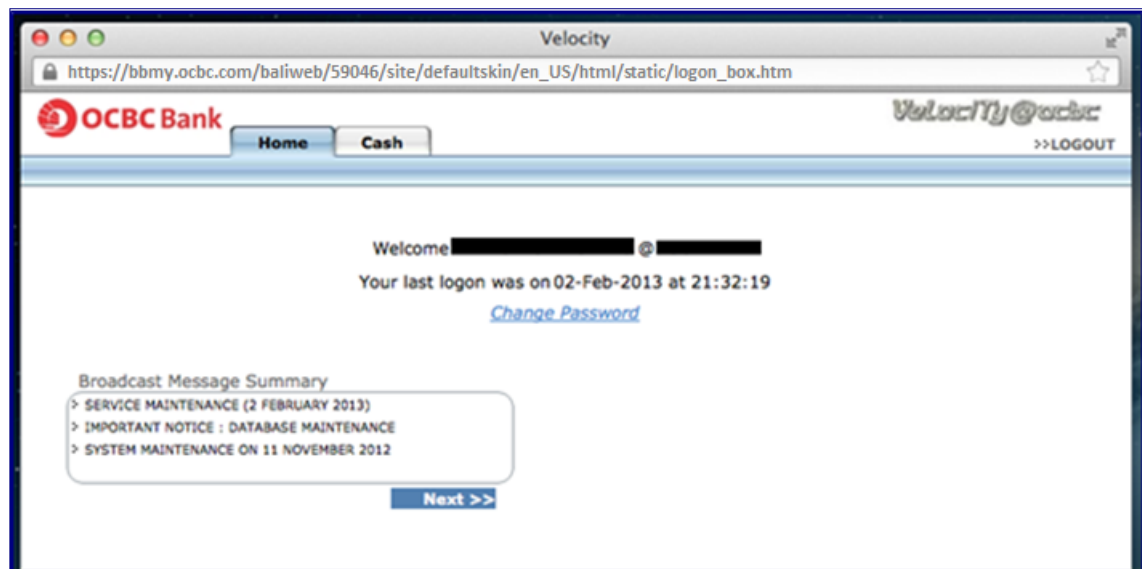 Velocity
https://bbmy.ocbc.com/baliweb/59046/site/defaultskin/en_US/html/static/logon_box.htm
OCBC Bank
Velocity@ocbc
Home Cash
>>LOGOUT
Welcome @
Your last logon was on 02-Feb-2013 at 21:32:19
Change Password
Broadcast Message Summary
> SERVICE MAINTENANCE (2 FEBRUARY 2013)
> IMPORTANT NOTICE : DATABASE MAINTENANCE
> SYSTEM MAINTENANCE ON 11 NOVEMBER 2012
Next >>